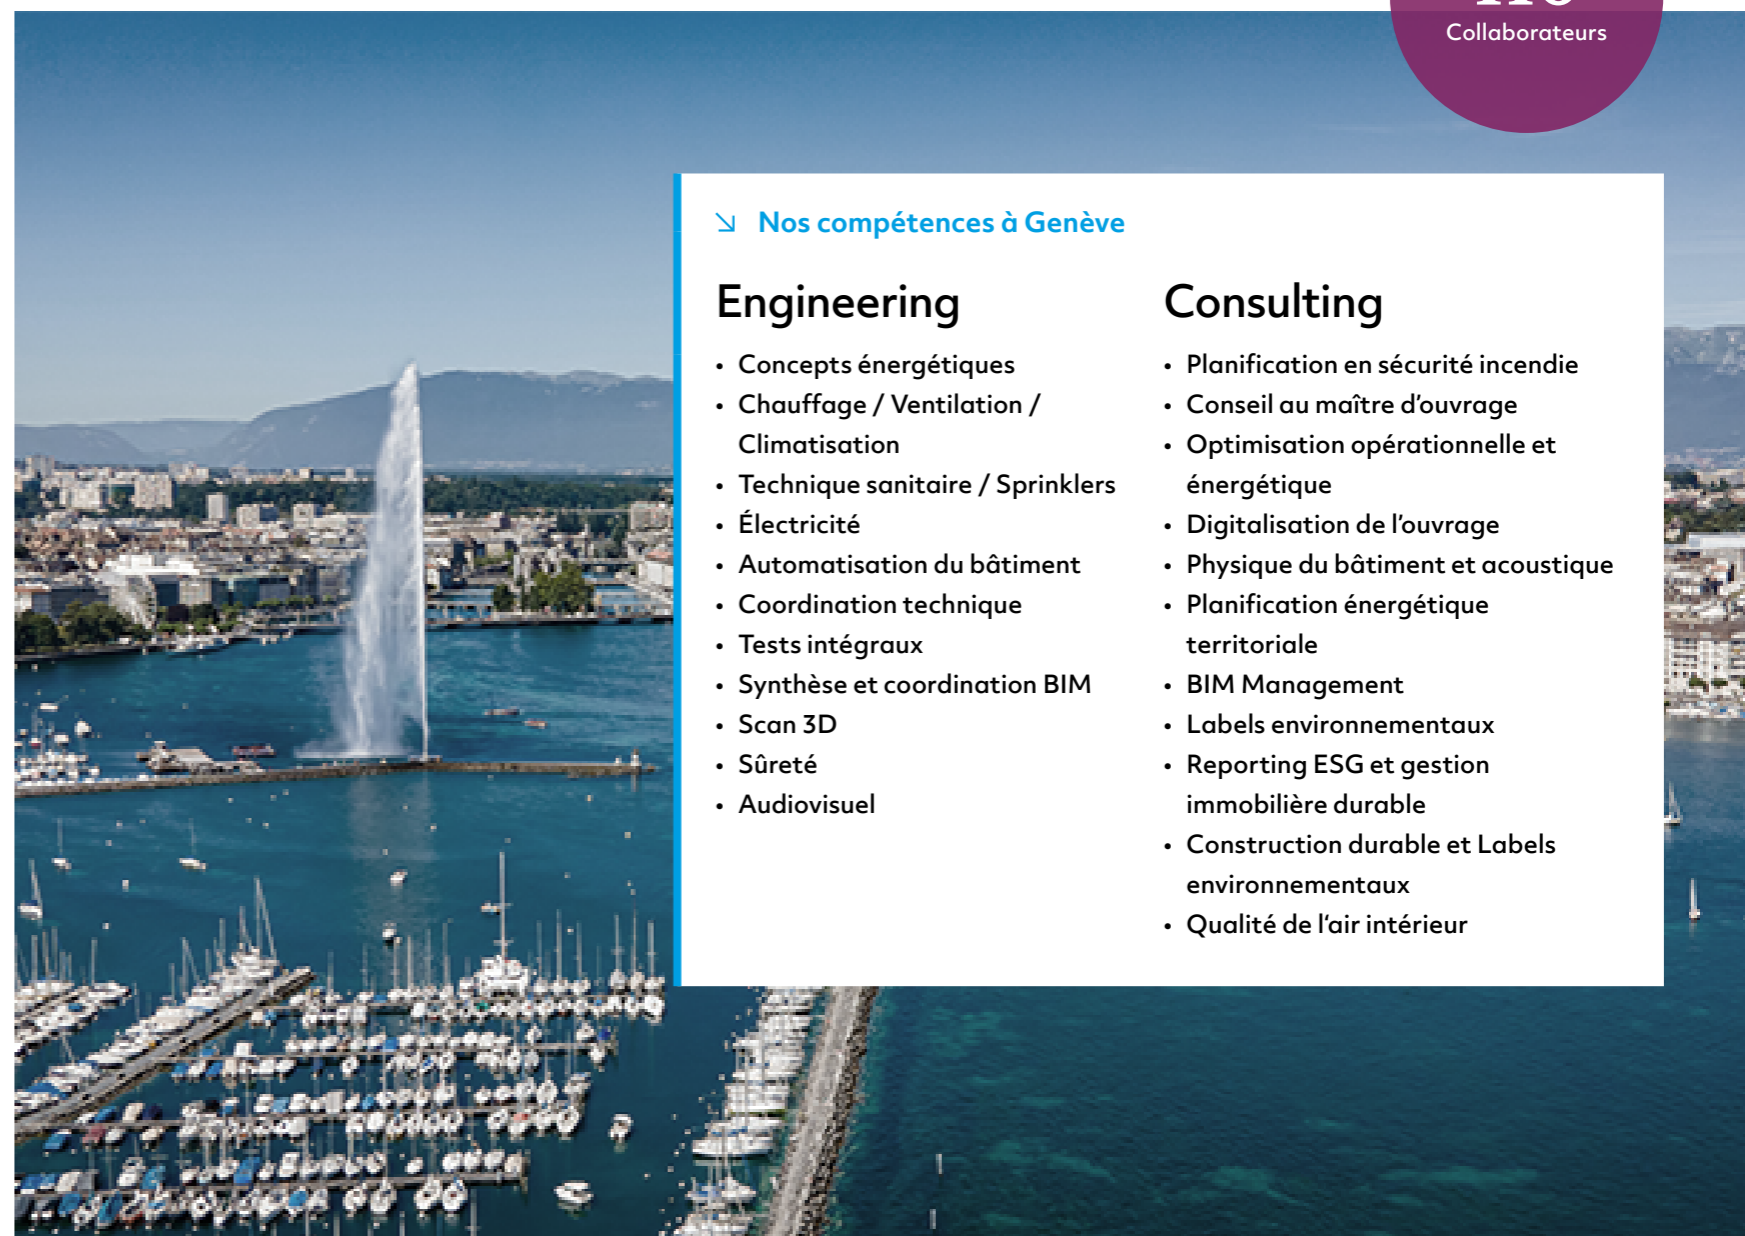 Collaborateurs
Nos compétences à Genève
Engineering
• Concepts énergétiques
• Chauffage / Ventilation /
Climatisation
• Technique sanitaire / Sprinklers
• Électricité
• Automatisation du bâtiment
• Coordination technique
• Tests intégraux
• Synthèse et coordination BIM
• Scan 3D
• Sûreté
• Audiovisuel
Consulting
• Planification en sécurité incendie
• Conseil au maître d’ouvrage
• Optimisation opérationnelle et
énergétique
• Digitalisation de l’ouvrage
• Physique du bâtiment et acoustique
• Planification énergétique
territoriale
• BIM Management
• Labels environnementaux
• Reporting ESG et gestion
immobilière durable
• Construction durable et Labels
environnementaux
• Qualité de l‘air intérieur